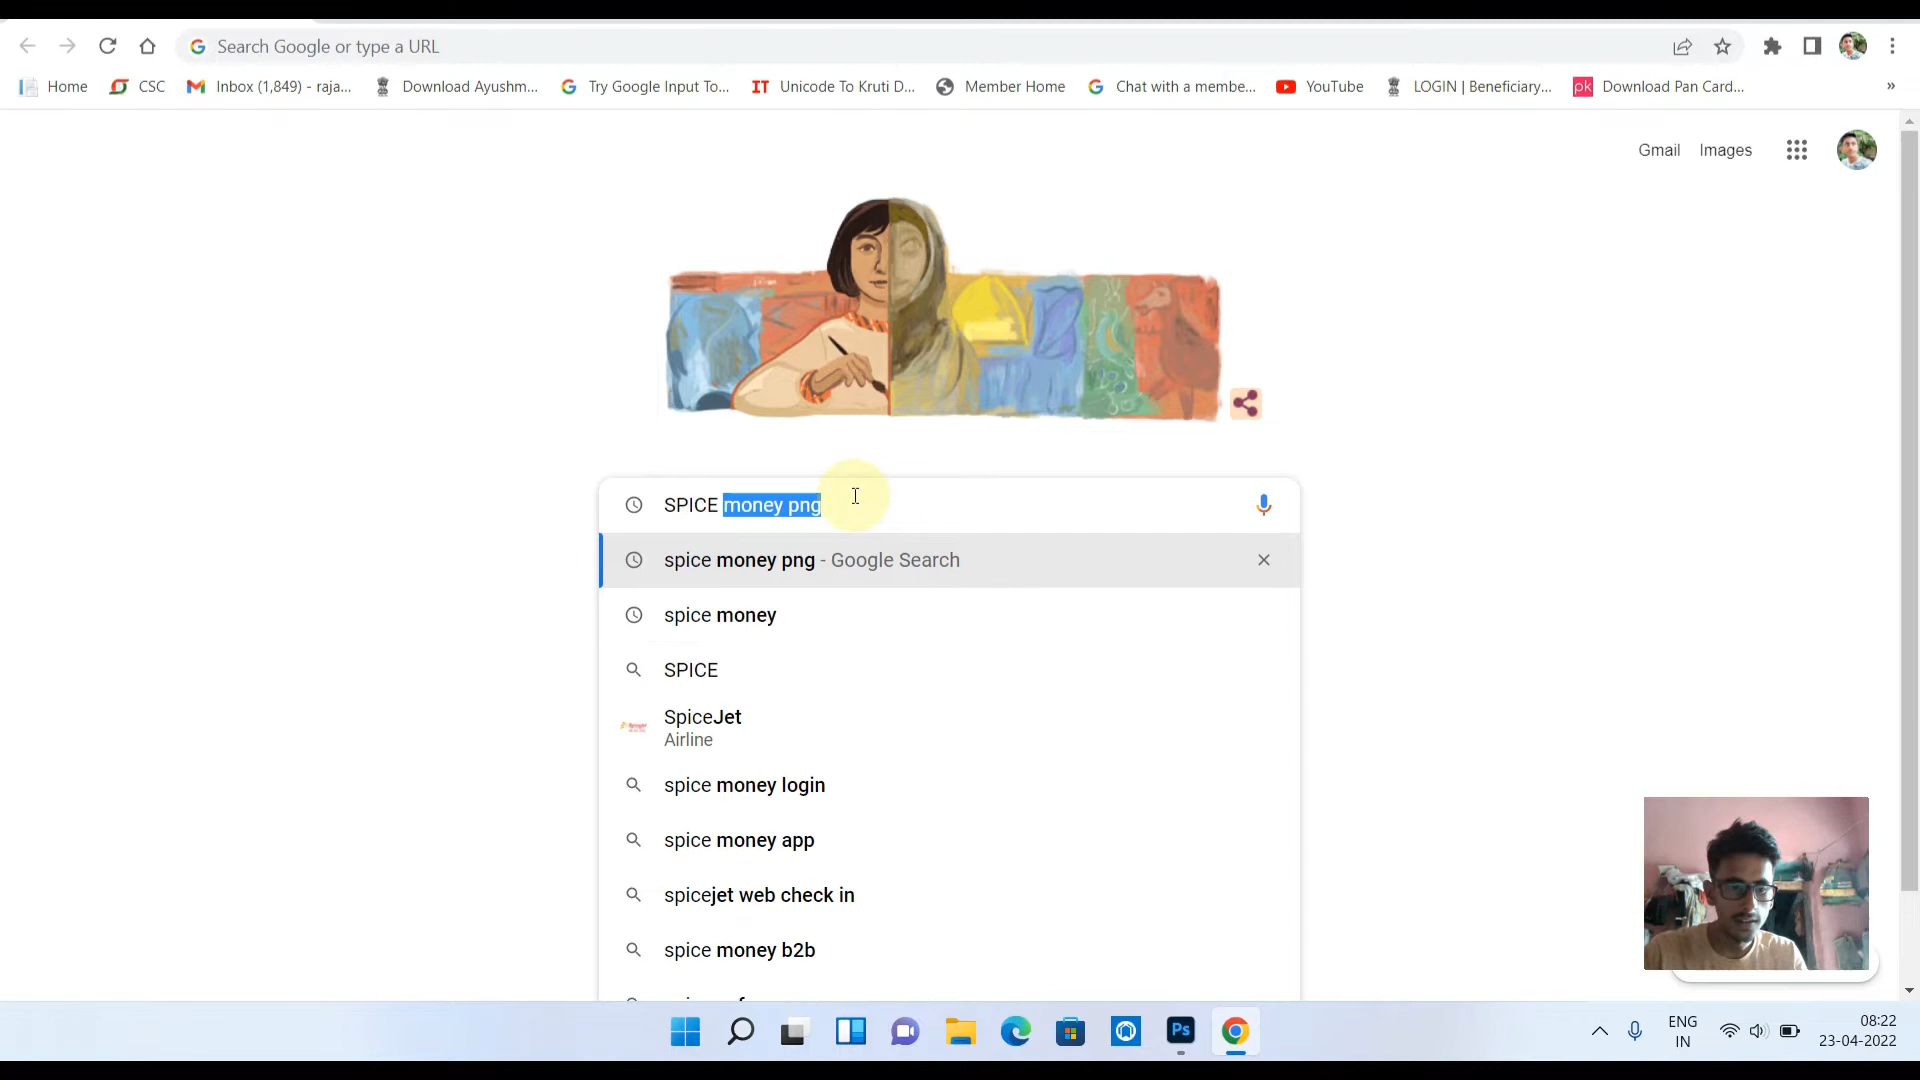 Search Google or type a URL
Home
CSC
Inbox (1,849) - raja...
Download Ayushm...
Try Google Input To...
IT
Unicode To Kruti D...
Member Home
Chat with a membe...
YouTube
LOGIN | Beneficiary...
pk
Download Pan Card...
»
Gmail
Images
SPICE money png
spice money png - Google Search
spice money
SPICE
SpiceJet
Airline
spice money login
spice money app
spicejet web check in
spice money b2b
Ps
ENG
IN
08:22
23-04-2022